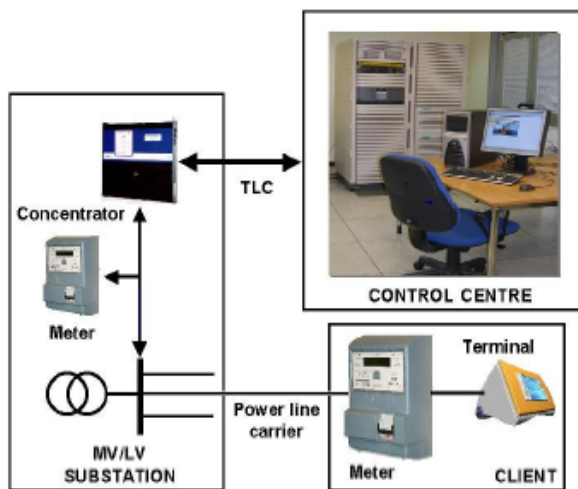 TLC
Concentrator
CONTROL CENTRE
Meter
Terminal
Power line
carrier
MV/LV
SUBSTATION
Meter
CLIENT